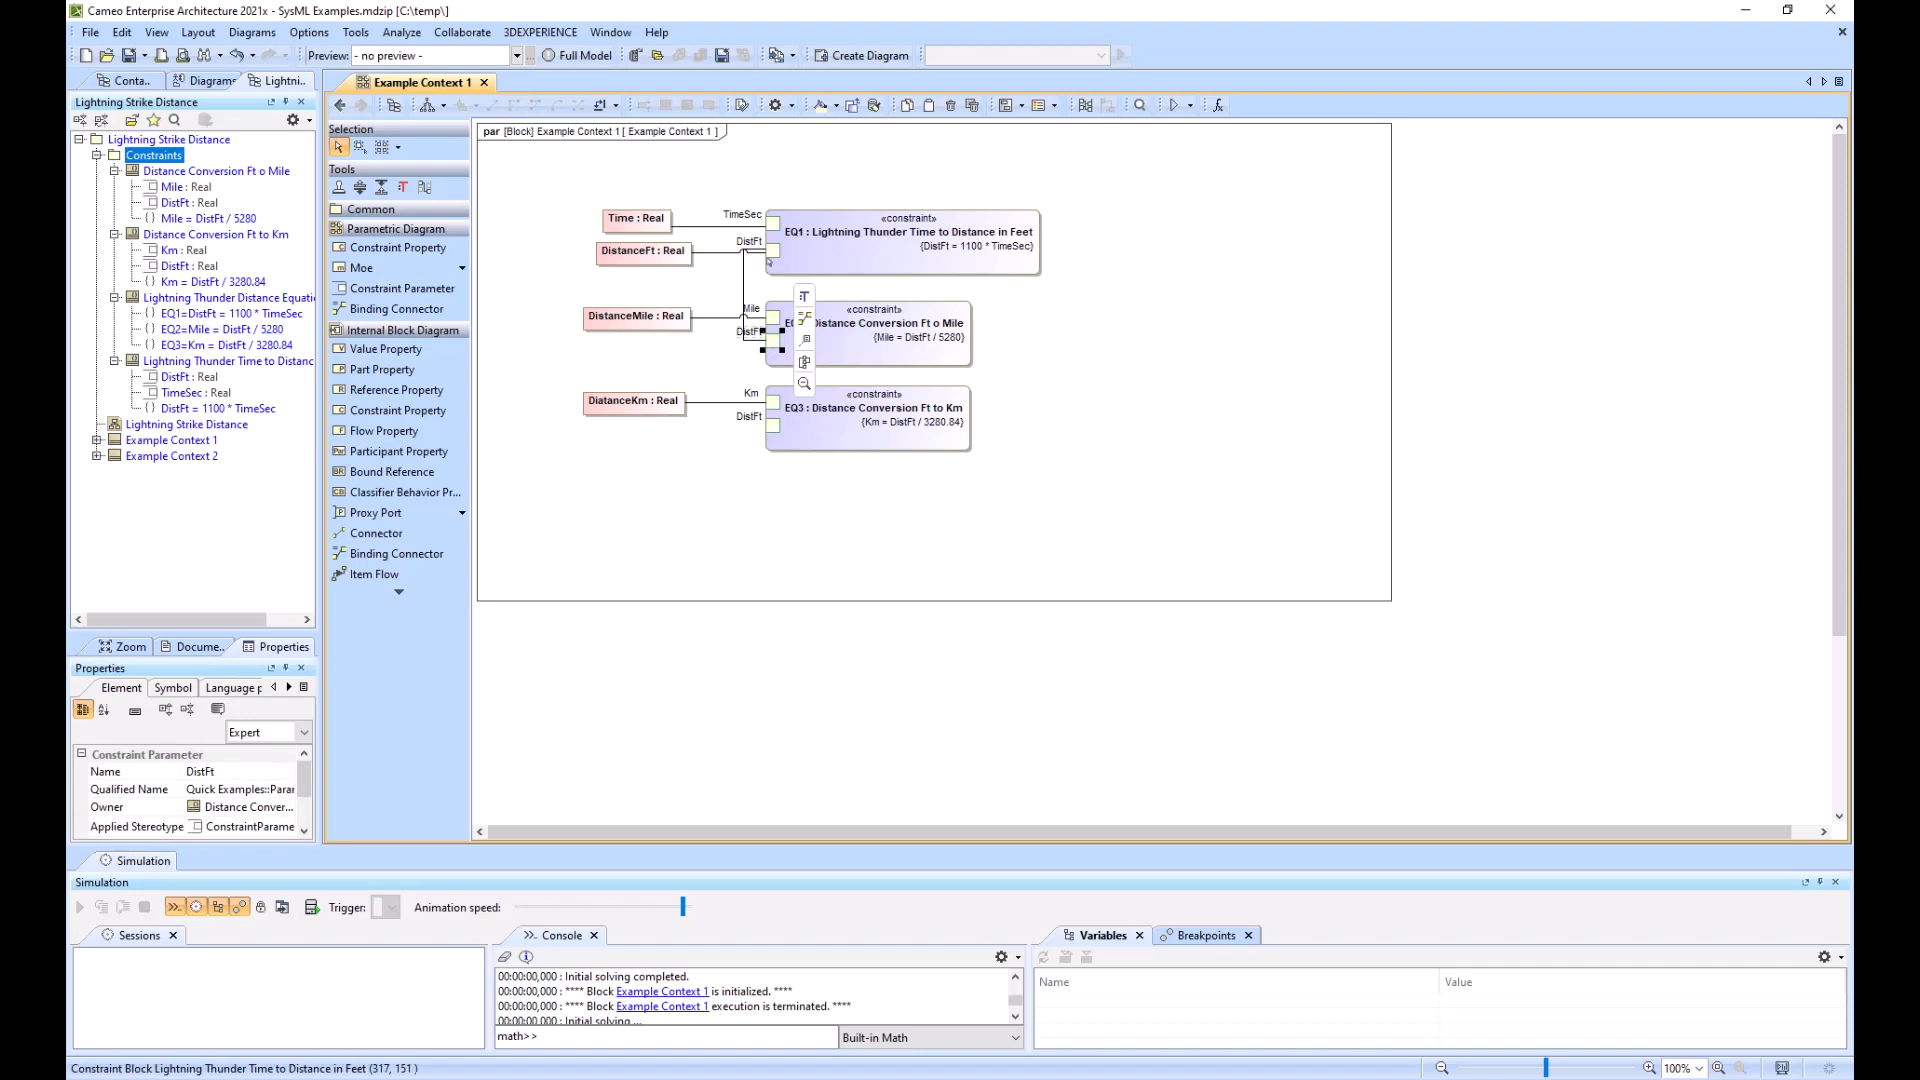 Cameo Enterprise Architecture 2021x - SysML Examples.mdzip [C:\temp\]
File Edit View Layout Diagrams Options Tools Analyze Collaborate 3DEXPERIENCE Window Help
Preview: - no preview - Full Model Create Diagram
Conta.. Diagrams Lightni..
Example Context 1
Lightning Strike Distance
Lightning Strike Distance
Constraints
Distance Conversion Ft o Mile
Mile : Real
DistFt : Real
Mile = DistFt / 5280
Distance Conversion Ft to Km
Km : Real
DistFt : Real
Km = DistFt / 3280.84
Lightning Thunder Distance Equati
EQ1=DistFt = 1100 * TimeSec
EQ2=Mile = DistFt / 5280
EQ3=Km = DistFt / 3280.84
Lightning Thunder Time to Distanc
DistFt : Real
TimeSec : Real
DistFt = 1100 * TimeSec
Lightning Strike Distance
Example Context 1
Example Context 2
Selection
Tools
Common
Parametric Diagram
Constraint Property
Moe
Constraint Parameter
Binding Connector
Internal Block Diagram
Value Property
Part Property
Reference Property
Constraint Property
Flow Property
Participant Property
Bound Reference
Classifier Behavior Pr...
Proxy Port
Connector
Binding Connector
Item Flow
par [Block] Example Context 1 [ Example Context 1 ]
Time : Real
TimeSec
«constraint»
EQ1 : Lightning Thunder Time to Distance in Feet
{DistFt = 1100 * TimeSec}
DistanceFt : Real
DistFt
DistanceMile : Real
Mile
«constraint»
Distance Conversion Ft o Mile
{Mile = DistFt / 5280}
DiatanceKm : Real
Km
DistFt
«constraint»
EQ3 : Distance Conversion Ft to Km
{Km = DistFt / 3280.84}
Zoom Docume.. Properties
Properties
Element Symbol Language p
Expert
Constraint Parameter
Name DistFt
Qualified Name Quick Examples::Parar
Owner Distance Conver...
Applied Stereotype ConstraintParame
Simulation
Simulation
Trigger: Animation speed:
Sessions
Console
00:00:00,000 : Initial solving completed.
00:00:00,000 : **** Block Example Context 1 is initialized. ****
00:00:00,000 : **** Block Example Context 1 execution is terminated. ****
00:00:00,000 : Initial solving ...
math>> Built-in Math
Variables Breakpoints
Name Value
Constraint Block Lightning Thunder Time to Distance in Feet (317, 151 )
100%